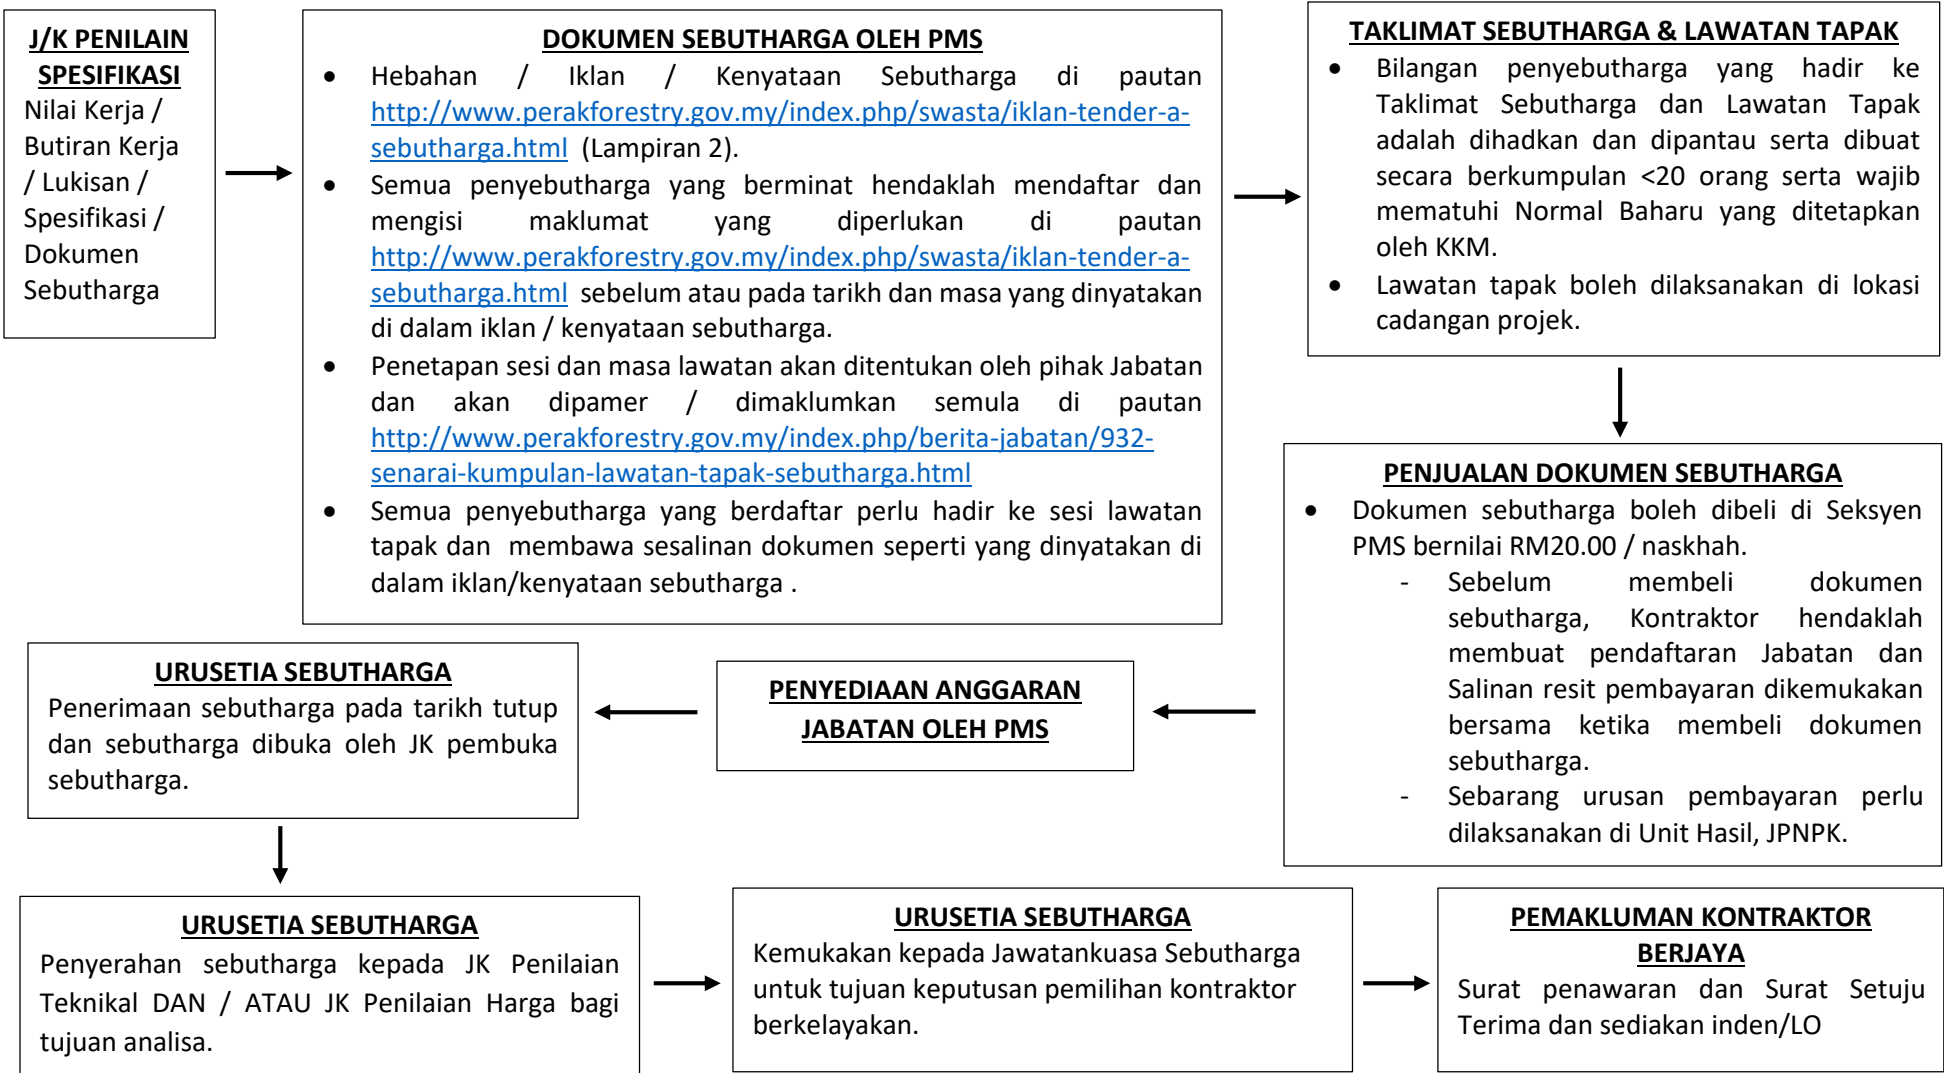 J/K PENILAIN
SPESIFIKASI
Nilai Kerja /
Butiran Kerja
/ Lukisan /
Spesifikasi /
Dokumen
Sebutharga
DOKUMEN SEBUTHARGA OLEH PMS
• Hebahan / Iklan / Kenyataan Sebutharga di pautan
http://www.perakforestry.gov.my/index.php/swasta/iklan-tender-a-
sebutharga.html (Lampiran 2).
• Semua penyebutharga yang berminat hendaklah mendaftar dan
mengisi maklumat yang diperlukan di pautan
http://www.perakforestry.gov.my/index.php/swasta/iklan-tender-a-
sebutharga.html sebelum atau pada tarikh dan masa yang dinyatakan
di dalam iklan / kenyataan sebutharga.
• Penetapan sesi dan masa lawatan akan ditentukan oleh pihak Jabatan
dan akan dipamer / dimaklumkan semula di pautan
http://www.perakforestry.gov.my/index.php/berita-jabatan/932-
senarai-kumpulan-lawatan-tapak-sebutharga.html
• Semua penyebutharga yang berdaftar perlu hadir ke sesi lawatan
tapak dan membawa sesalinan dokumen seperti yang dinyatakan di
dalam iklan/kenyataan sebutharga .
TAKLIMAT SEBUTHARGA & LAWATAN TAPAK
• Bilangan penyebutharga yang hadir ke
Taklimat Sebutharga dan Lawatan Tapak
adalah dihadkan dan dipantau serta dibuat
secara berkumpulan <20 orang serta wajib
mematuhi Normal Baharu yang ditetapkan
oleh KKM.
• Lawatan tapak boleh dilaksanakan di lokasi
cadangan projek.
PENJUALAN DOKUMEN SEBUTHARGA
• Dokumen sebutharga boleh dibeli di Seksyen
PMS bernilai RM20.00 / naskhah.
- Sebelum membeli dokumen
sebutharga, Kontraktor hendaklah
membuat pendaftaran Jabatan dan
Salinan resit pembayaran dikemukakan
bersama ketika membeli dokumen
sebutharga.
- Sebarang urusan pembayaran perlu
dilaksanakan di Unit Hasil, JPNPK.
PENYEDIAAN ANGGARAN
JABATAN OLEH PMS
URUSETIA SEBUTHARGA
Penerimaan sebutharga pada tarikh tutup
dan sebutharga dibuka oleh JK pembuka
sebutharga.
URUSETIA SEBUTHARGA
Penyerahan sebutharga kepada JK Penilaian
Teknikal DAN / ATAU JK Penilaian Harga bagi
tujuan analisa.
URUSETIA SEBUTHARGA
Kemukakan kepada Jawatankuasa Sebutharga
untuk tujuan keputusan pemilihan kontraktor
berkelayakan.
PEMAKLUMAN KONTRAKTOR
BERJAYA
Surat penawaran dan Surat Setuju
Terima dan sediakan inden/LO